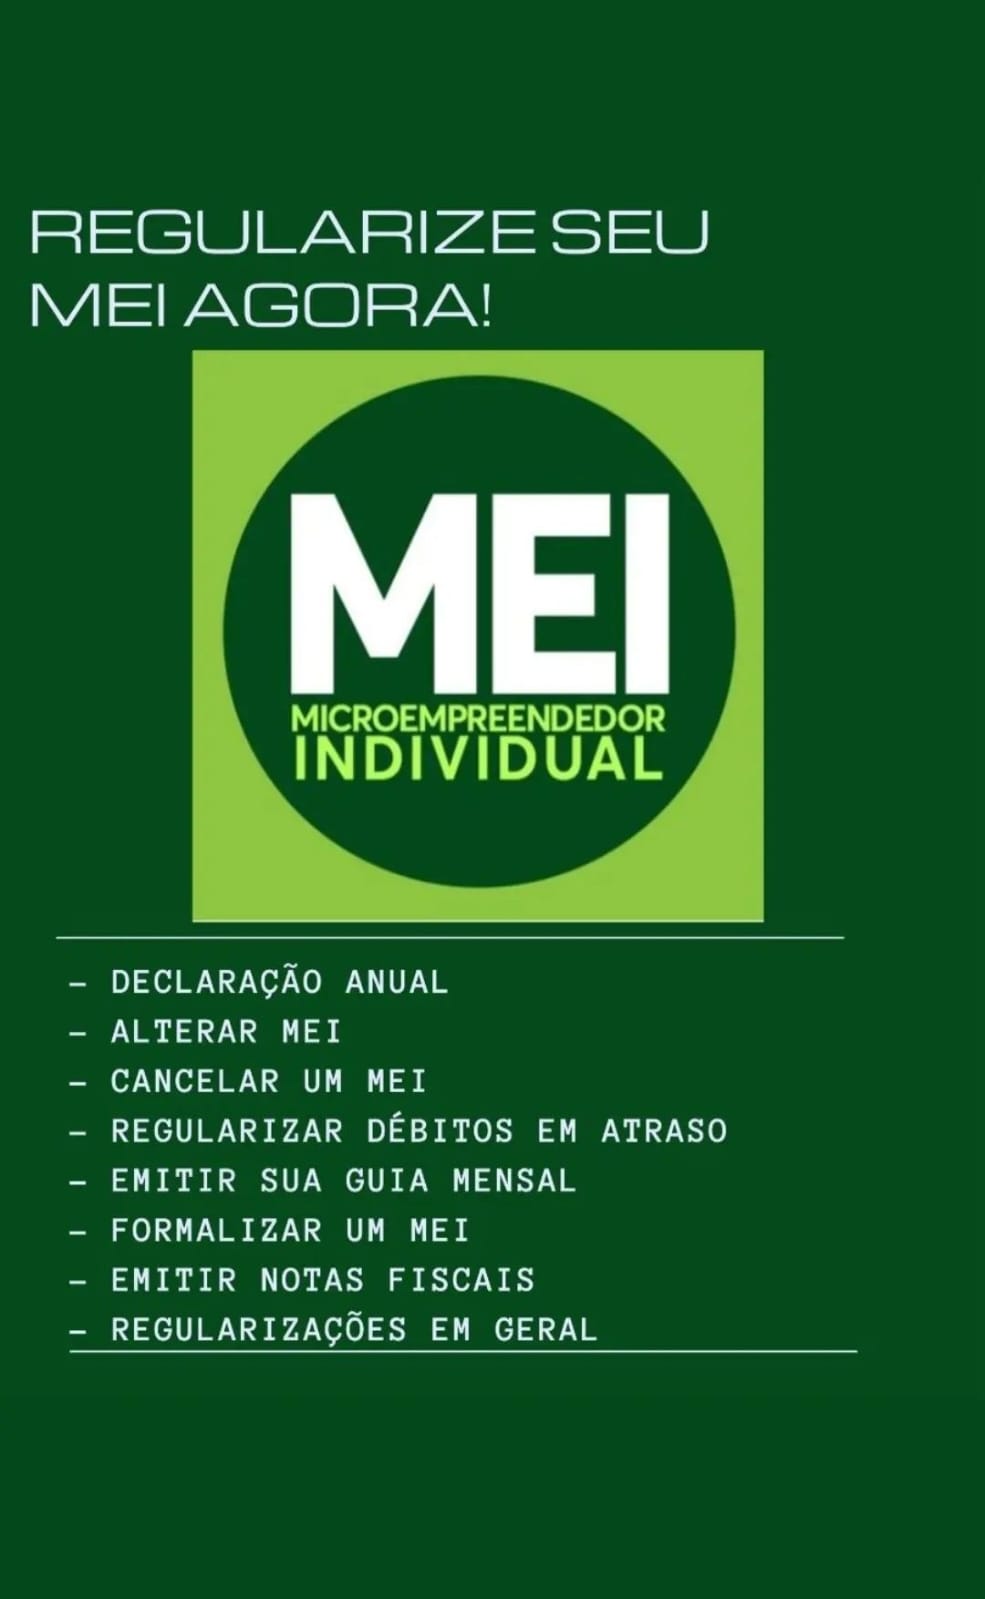 REGULARIZE SEU
MEI AGORA!
MEI
MICROEMPREENDEDOR
INDIVIDUAL
- DECLARAÇÃO ANUAL
- ALTERAR MEI
- CANCELAR UM MEI
- REGULARIZAR DÉBITOS EM ATRASO
- EMITIR SUA GUIA MENSAL
- FORMALIZAR UM MEI
- EMITIR NOTAS FISCAIS
- REGULARIZAÇÕES EM GERAL